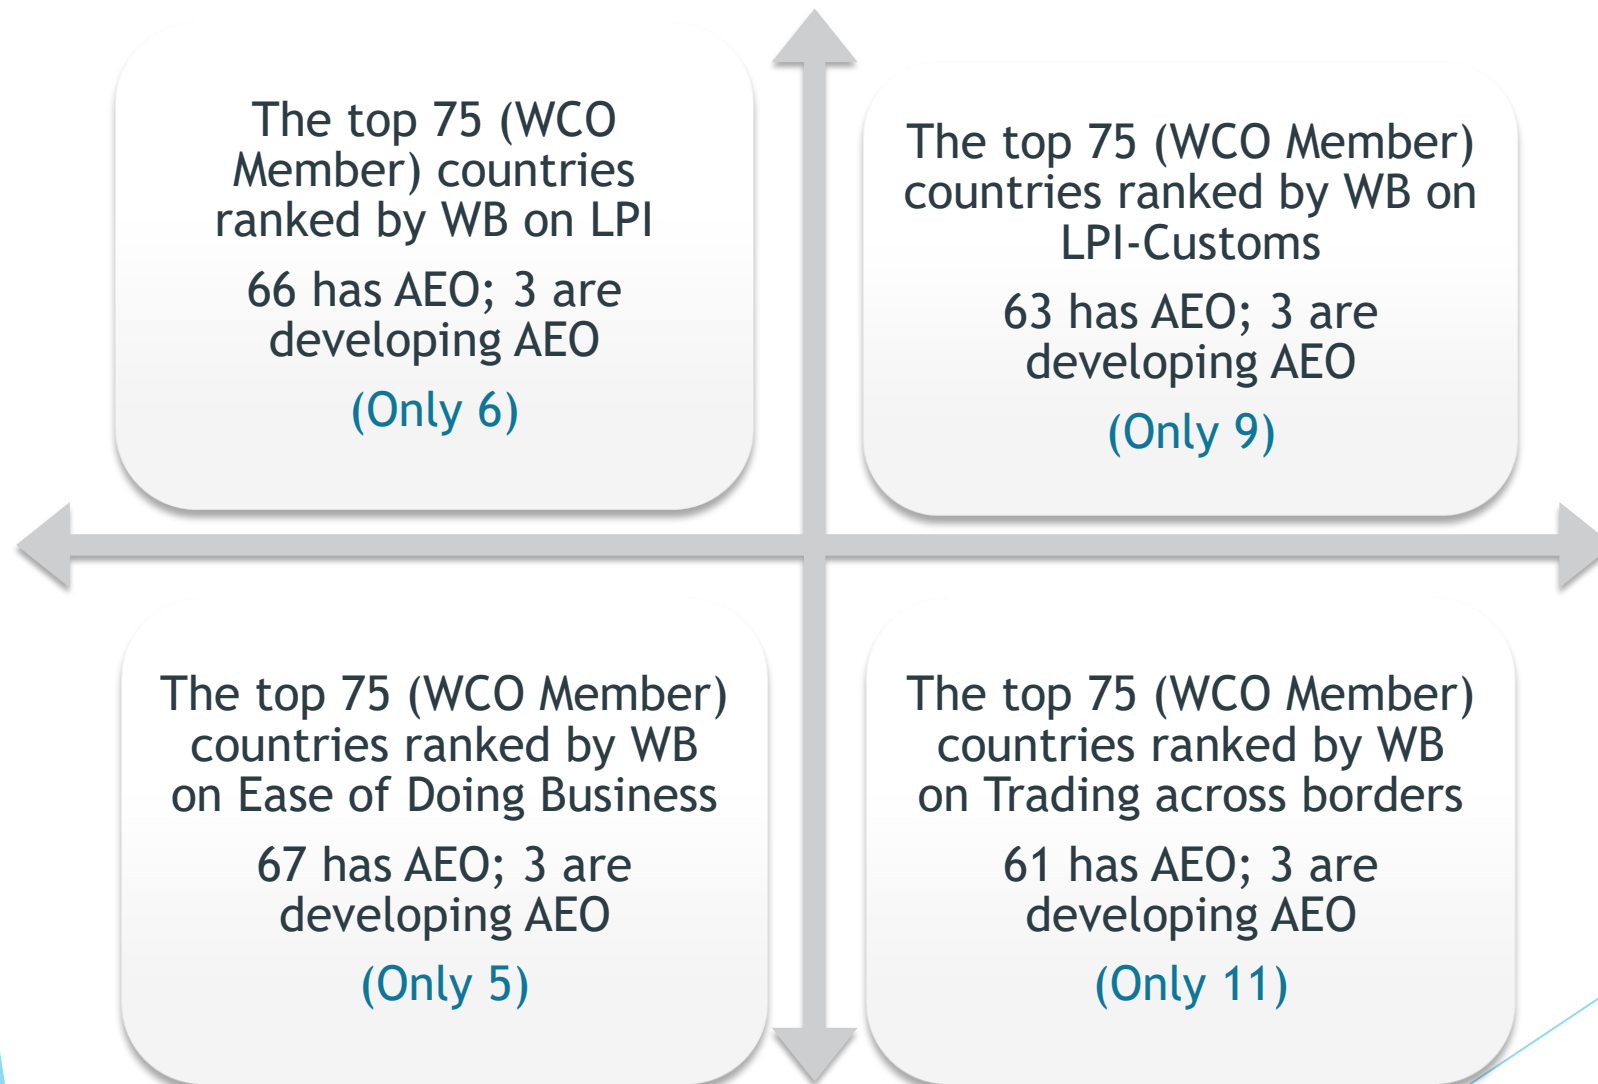 The top 75 (WCO
Member) countries
ranked by WB on LPI
66 has AEO; 3 are
developing AEO
(Only 6)
The top 75 (WCO Member)
countries ranked by WB on
LPI-Customs
63 has AEO; 3 are
developing AEO
(Only 9)
The top 75 (WCO Member)
countries ranked by WB
on Ease of Doing Business
67 has AEO; 3 are
developing AEO
(Only 5)
The top 75 (WCO Member)
countries ranked by WB
on Trading across borders
61 has AEO; 3 are
developing AEO
(Only 11)